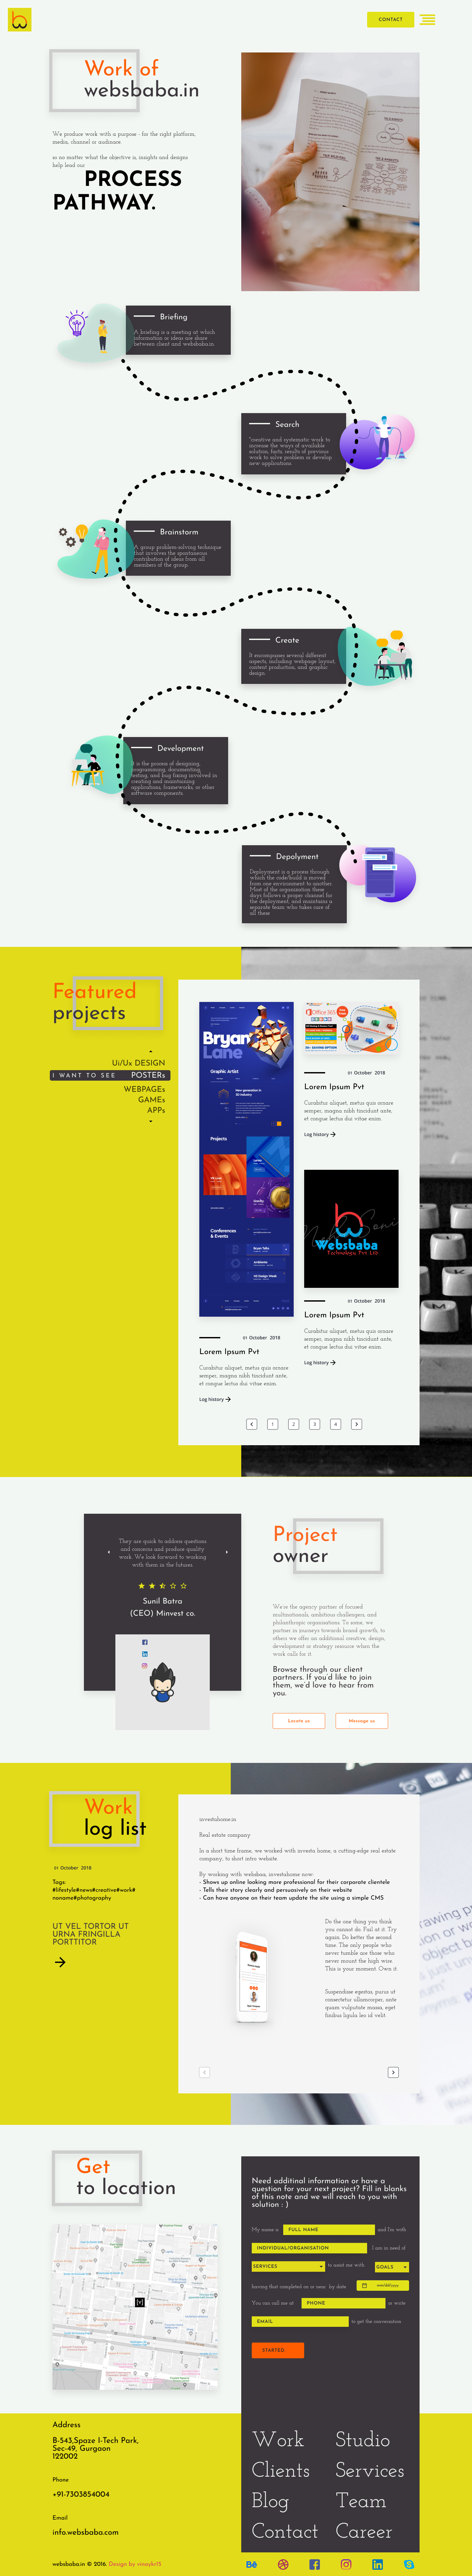 CONTACT
Work of
websbaba.in
We produce work with a purpose - for the right platform,
media, channel or audience.
so no matter what the objective is, insights and designs
help lead our
PROCESS
PATHWAY.
Briefing
A briefing is a meeting at which
information or ideas are share
between client and websbaba.in.
Search
"creative and systematic work to
increase the ways of available
solution, facts, results of previous
work to solve problem or develop
new applications.
Brainstorm
A group problem-solving technique
that involves the spontaneous
contribution of ideas from all
members of the group.
Create
It encompasses several different
aspects, including webpage layout,
content production, and graphic
design
Development
is the process of designing,
programming, documenting,
testing, and bug fixing involved in
creating and maintaining
applications, frameworks, or other
software components.
Depolyment
Deployment is a process through
which the code/build is moved
from one environment to another.
Most of the organization these
days follows a proper channel for
the deployment, and maintains a
separate team who takes care of
all these
Featured
projects
Ui/Ux DESIGN
I WANT TO SEE POSTERs
WEBPAGEs
GAMEs
APPs
Bryan
Lane
Graphic Artist
Projects
Conferences
& Events
01 October 2018
Lorem Ipsum Pvt
Curabitur aliquet, metus quis ornare
semper, magna nibh tincidunt ante,
et congue lectus dui vitae enim.
Log history
Office 365
01 October 2018
Lorem Ipsum Pvt
Curabitur aliquet, metus quis ornare
semper, magna nibh tincidunt ante,
et congue lectus dui vitae enim.
Log history
Websbaba
Technology Pvt Ltd
01 October 2018
Lorem Ipsum Pvt
Curabitur aliquet, metus quis ornare
semper, magna nibh tincidunt ante,
et congue lectus dui vitae enim.
Log history
1 2 3 4
They are quick to address questions
and concerns and produce quality
work. We look forward to working
with them in the futures.
Sunil Batra
(CEO) Minvest co.
Project
owner
We're the agency partner of focused
multinationals, ambitious challengers, and
philanthropic organizations. To some, we
partner in journeys towards brand growth, to
others we offer an additional creative, design,
development or strategy resource when the
work calls for it.
Browse through our client
partners. If you'd like to join
them, we'd love to hear from
you.
Locate us
Message us
Work
log list
01 October 2018
Tags:
#lifestyle#news#creative#work#
noname#photography
UT VEL TORTOR UT
URNA FRINGILLA
PORTTITOR
investahome.in
Real estate company
In a short time frame, we worked with investa home, a cutting-edge real estate
company, to short intro website.
By working with websbaa, investahome now:
- Shows up online looking more professional for their corporate clientele
- Tells their story clearly and persuasively on their website
- Can have anyone on their team update the site using a simple CMS
Do the one thing you think
you cannot do. Fail at it. Try
again. Do better the second
time. The only people who
never tumble are those who
never mount the high wire.
This is your moment. Own it.
Suspendisse egestas, purus ut
consectetur ullamcorper, ante
quam vulputate massa, eget
finibus ligula leo id velit.
Get
to location
Need additinal information or have a
question for your next project? Fill in blanks
of this note and we will reach to you with
solution : )
My name is FULL NAME and I'm with
INDIVIDUAL/ORGANISATION I am in need of
SERVICES to assist me with GOALS
having that completed on or near by date mm/dd/yyyy
You can call me at PHONE or write
EMAIL to get the conversation
STARTED.
Address
B-543,Spaze I-Tech Park,
Sec-49, Gurgaon
122002
Phone
+91-7303854004
Email
info.websbaba.com
Work
Studio
Clients
Services
Blog
Team
Contact
Career
websbaba.in © 2016. Design by vinaykr15